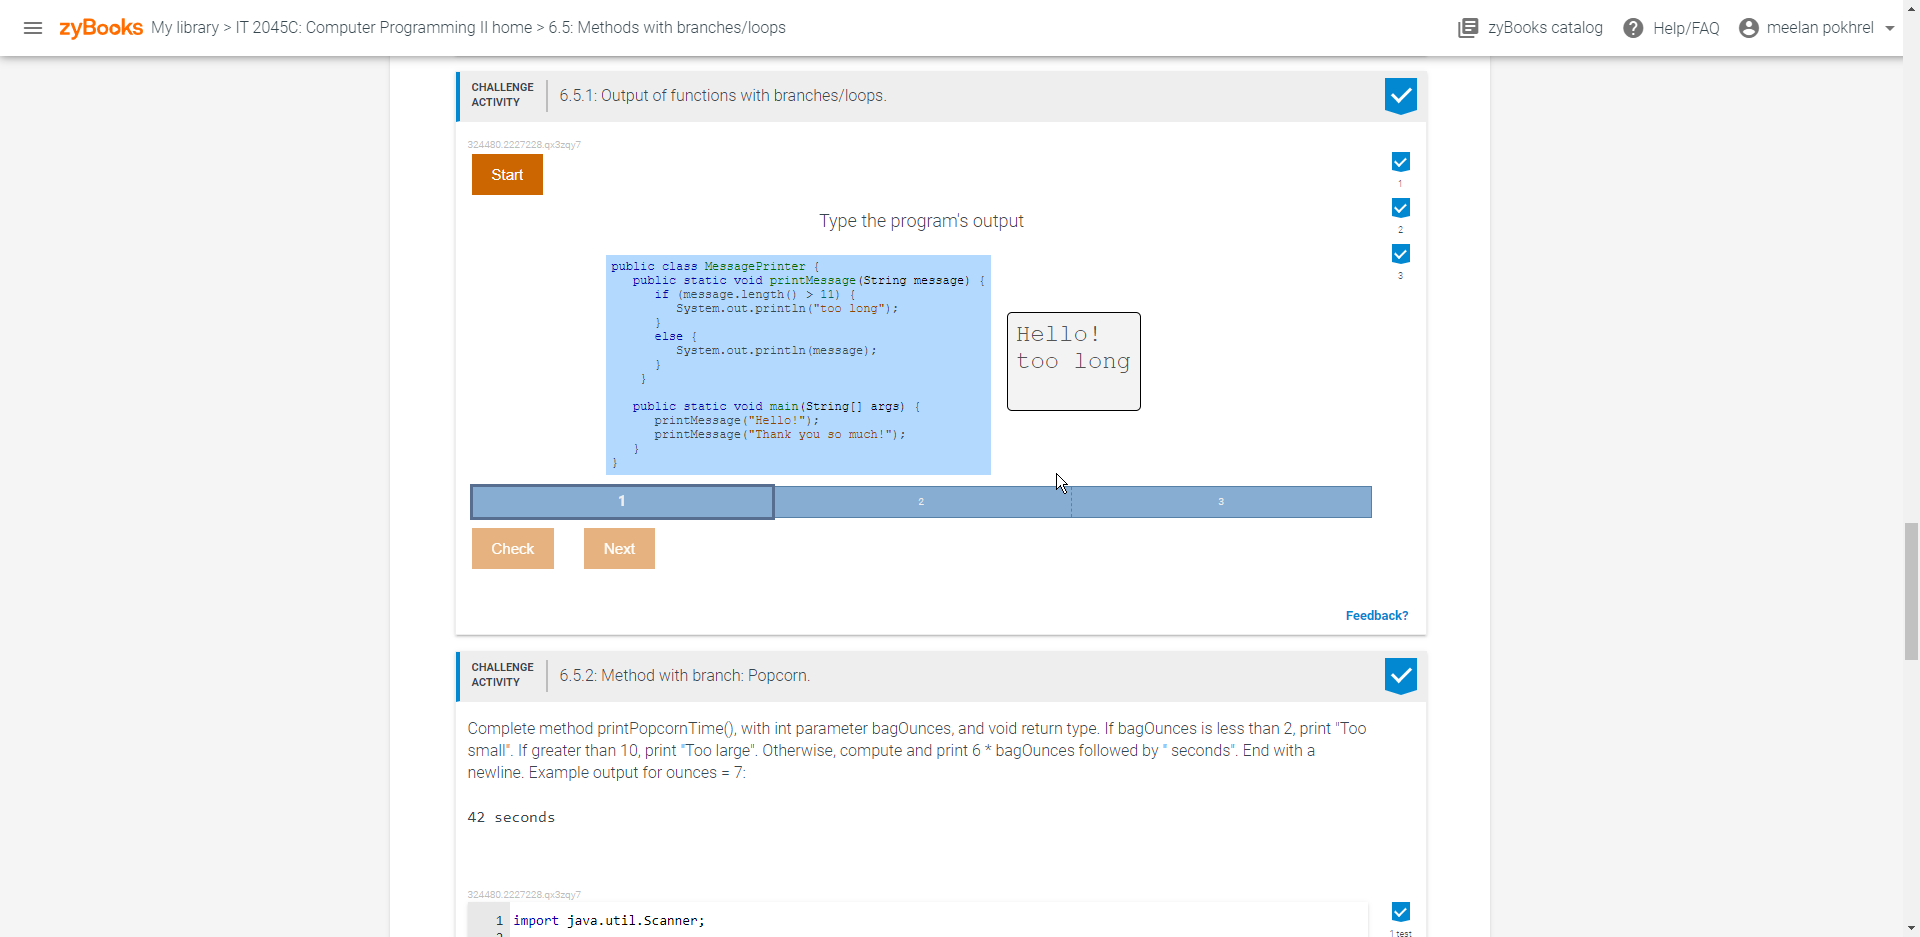 zyBooks My library > IT 2045C: Computer Programming II home > 6.5: Methods with branches/loops
zyBooks catalog
Help/FAQ
meelan pokhrel
CHALLENGE ACTIVITY
6.5.1: Output of functions with branches/loops.
324480.2227228.qx3zqy7
Start
1
2
3
Type the program's output
public class MessagePrinter {
public static void printMessage(String message) {
if (message.length() > 11) {
System.out.println("too long");
}
else {
System.out.println(message);
}
}
public static void main(String[] args) {
printMessage("Hello!");
printMessage("Thank you so much!");
}
}
Hello!
too long
1
2
3
Check
Next
Feedback?
CHALLENGE ACTIVITY
6.5.2: Method with branch: Popcorn.
Complete method printPopcornTime(), with int parameter bagOunces, and void return type. If bagOunces is less than 2, print "Too
small". If greater than 10, print "Too large". Otherwise, compute and print 6 * bagOunces followed by " seconds". End with a
newline. Example output for ounces = 7:
42 seconds
324480.2227228.qx3zqy7
1 import java.util.Scanner;
1 test